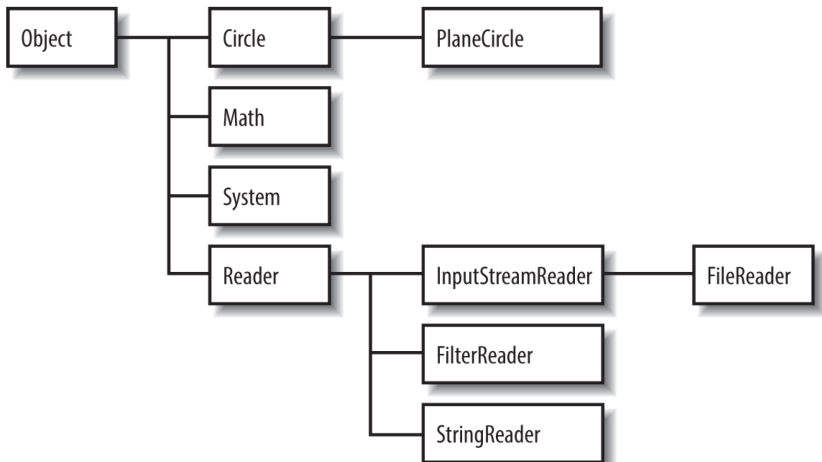 Object
Circle
PlaneCircle
Math
System
Reader
InputStreamReader
FileReader
FilterReader
StringReader